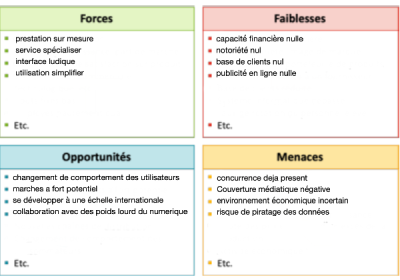 Forces
prestation sur mesure
service spécialiser
interface ludique
utilisation simplifier
Etc.
Faiblesses
capacité financière nulle
notoriété nul
base de clients nul
publicité en ligne nulle
Etc.
Opportunités
changement de comportement des utilisateurs
marches a fort potentiel
se développer à une échelle internationale
collaboration avec des poids lourd du numerique
Etc.
Menaces
concurrence deja present
Couverture médiatique négative
environnement économique incertain
risque de piratage des données
Etc.